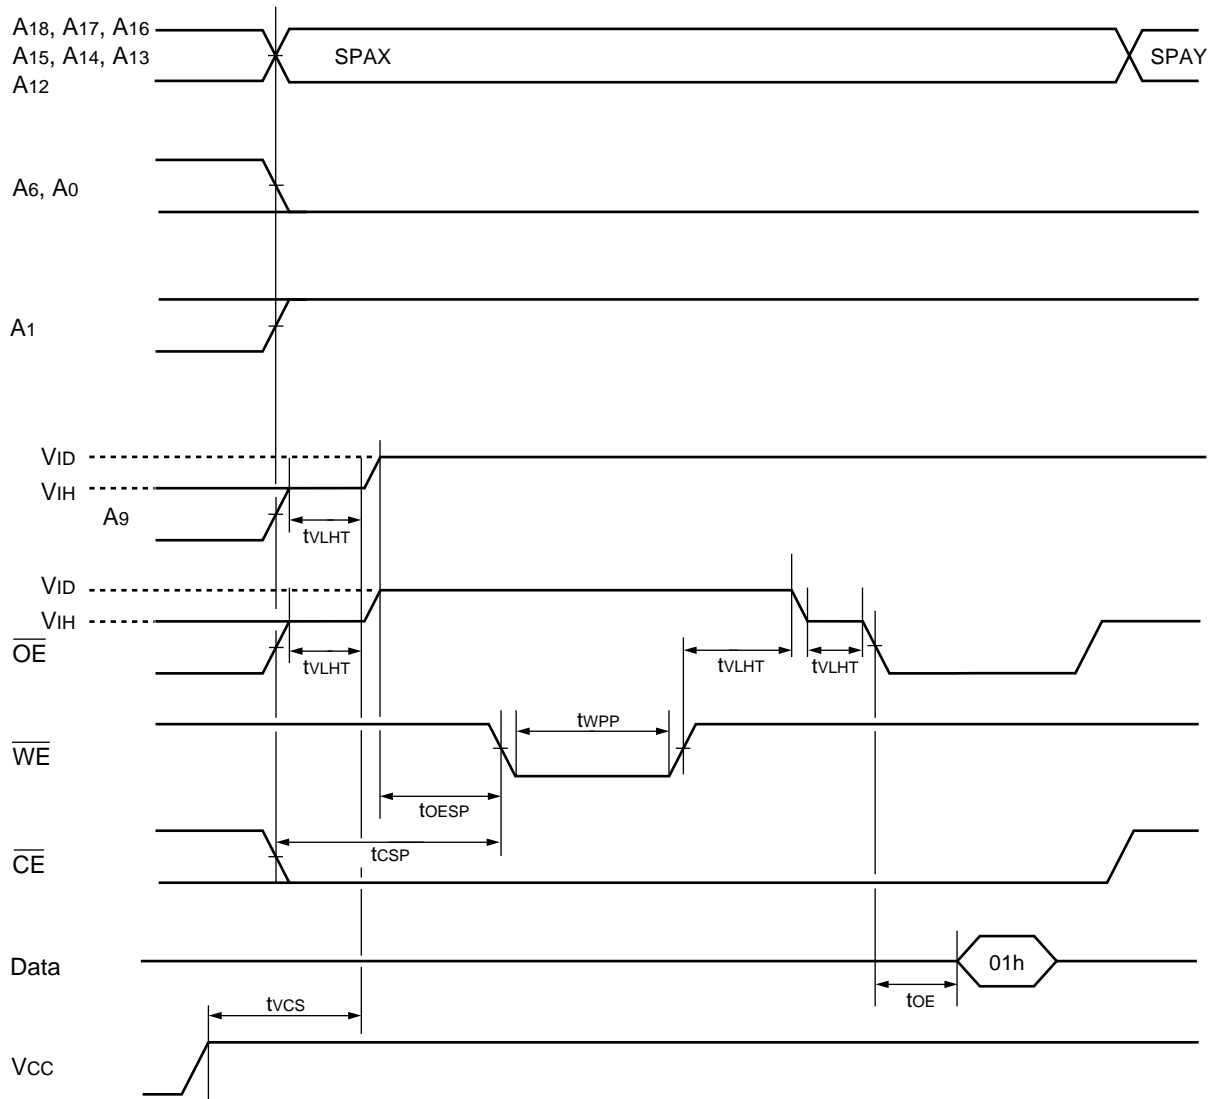 A18, A17, A16
A15, A14, A13
A12
SPAX
SPAY
A6, A0
A1
VID
VIH
A9
tVLHT
VID
VIH
OE
tVLHT
tVLHT
tVLHT
WE
tWPP
tOESP
tCSP
CE
Data
01h
tOE
tVCS
VCC